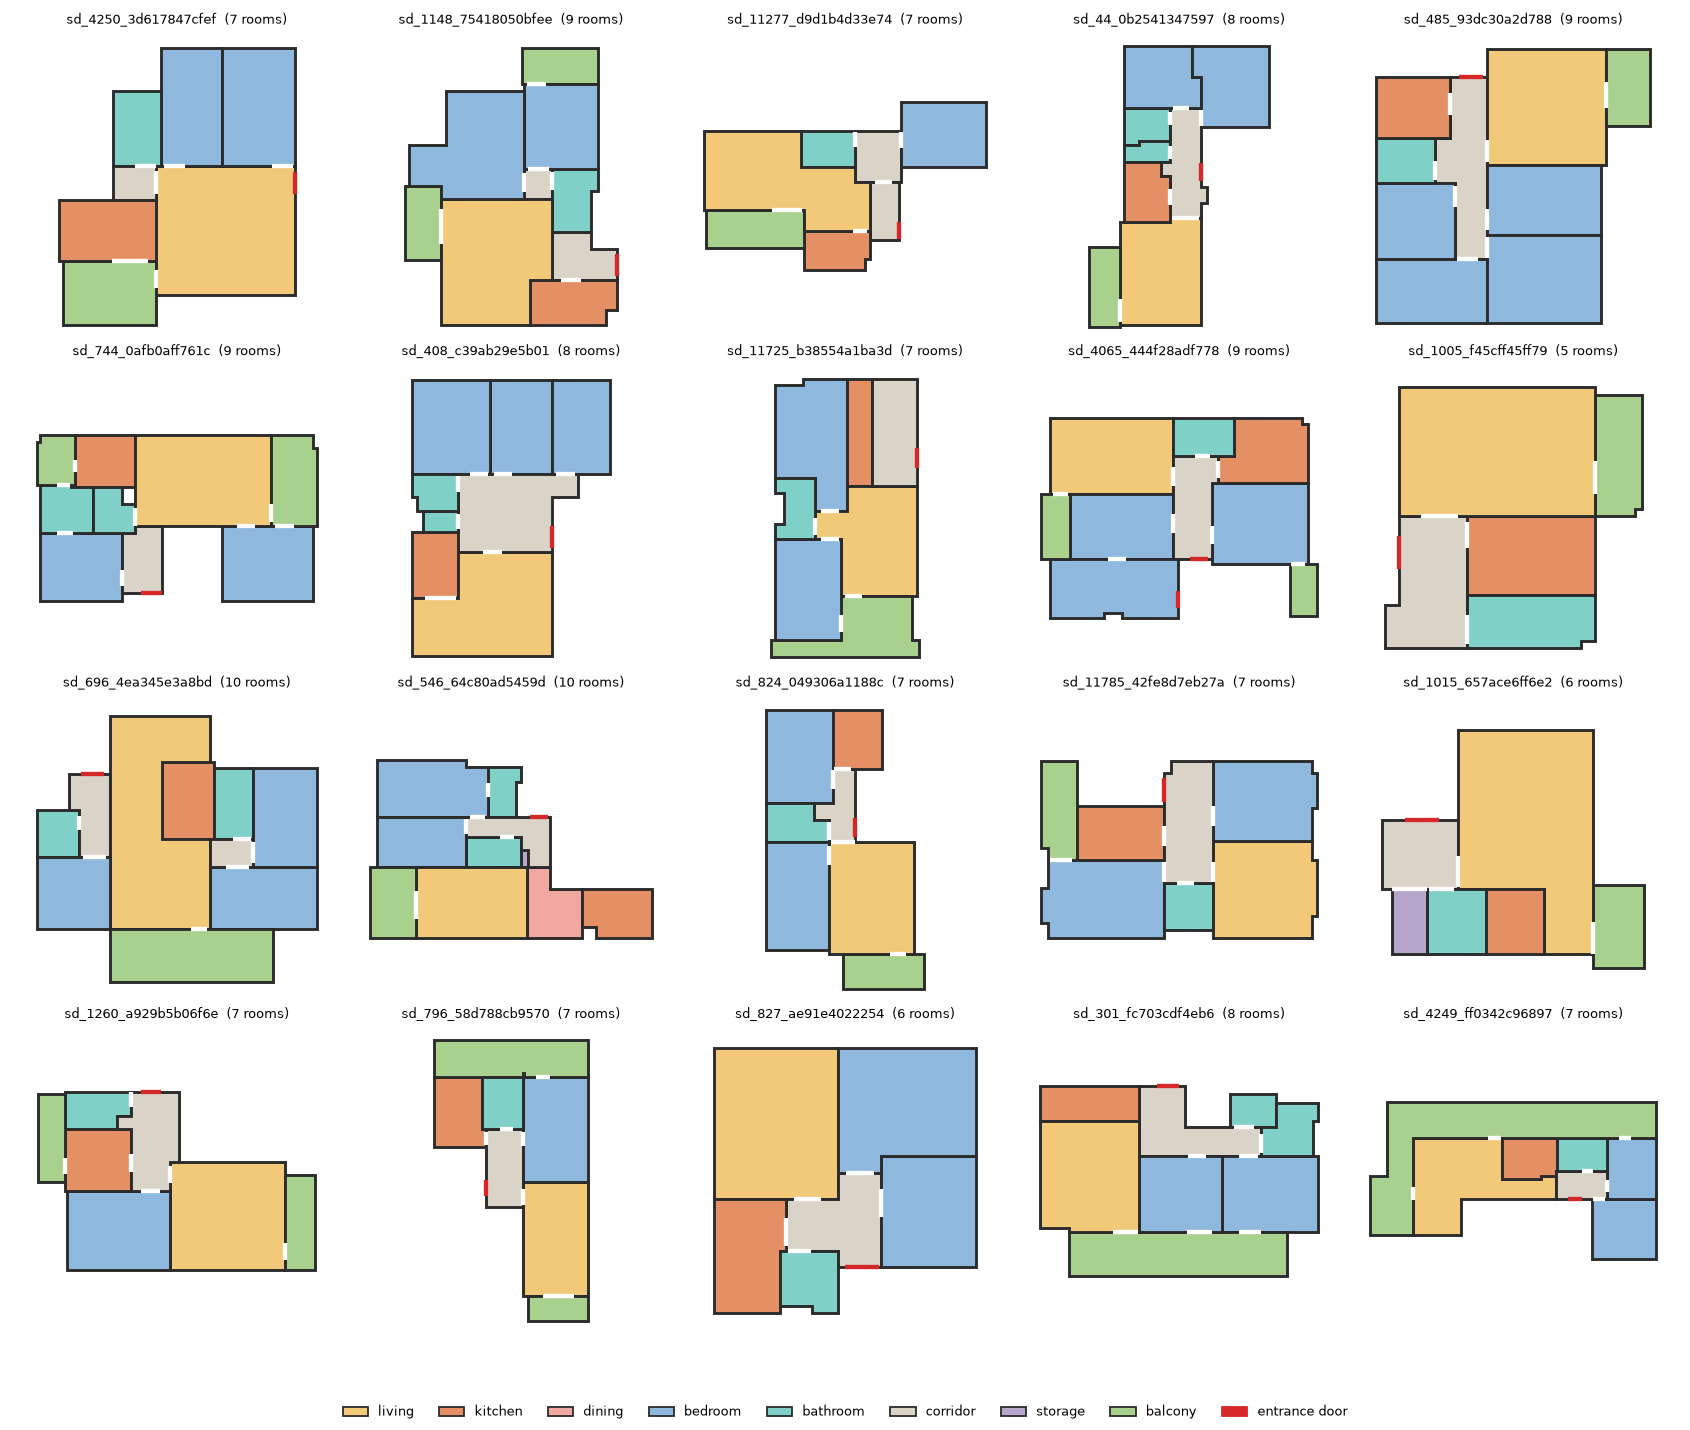 sd_4250_3d617847cfef (7 rooms)
sd_1148_75418050bfee (9 rooms)
sd_11277_d9d1b4d33e74 (7 rooms)
sd_44_0b2541347597 (8 rooms)
sd_485_93dc30a2d788 (9 rooms)
sd_744_0afb0aff761c (9 rooms)
sd_408_c39ab29e5b01 (8 rooms)
sd_11725_b38554a1ba3d (7 rooms)
sd_4065_444f28adf778 (9 rooms)
sd_1005_f45cff45ff79 (5 rooms)
sd_696_4ea345e3a8bd (10 rooms)
sd_546_64c80ad5459d (10 rooms)
sd_824_049306a1188c (7 rooms)
sd_11785_42fe8d7eb27a (7 rooms)
sd_1015_657ace6ff6e2 (6 rooms)
sd_1260_a929b5b06f6e (7 rooms)
sd_796_58d788cb9570 (7 rooms)
sd_827_ae91e4022254 (6 rooms)
sd_301_fc703cdf4eb6 (8 rooms)
sd_4249_ff0342c96897 (7 rooms)
living kitchen dining bedroom bathroom corridor storage balcony entrance door